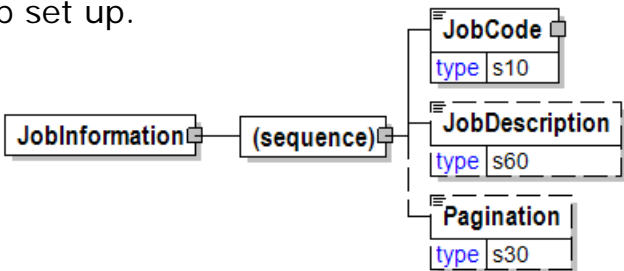 set up.
JobCode
type s10
JobInformation
(sequence)
JobDescription
type s60
Pagination
type s30